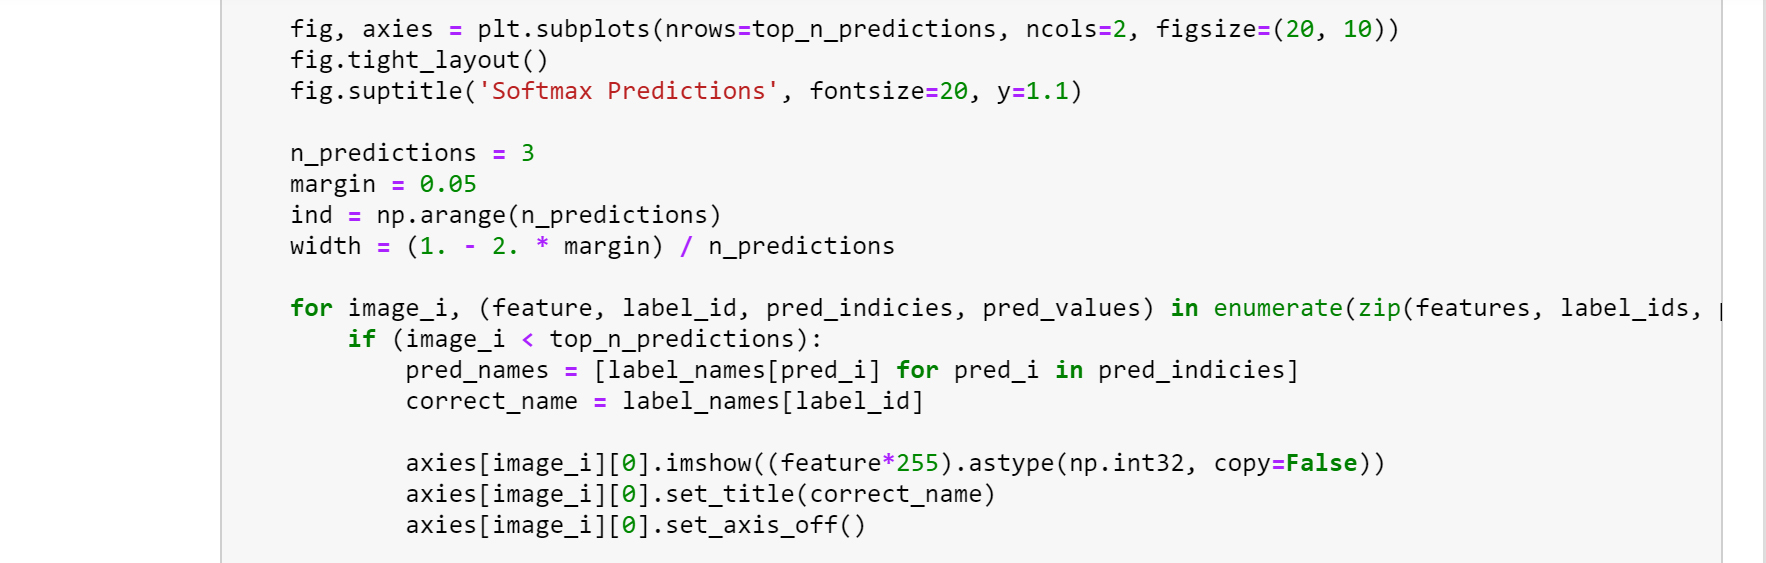 fig, axies = plt.subplots(nrows=top_n_predictions, ncols=2, figsize=(20, 10))
fig.tight_layout()
fig.suptitle('Softmax Predictions', fontsize=20, y=1.1)
n_predictions = 3
margin = 0.05
ind = np.arange(n_predictions)
width = (1. - 2. * margin) / n_predictions
for image_i, (feature, label_id, pred_indicies, pred_values) in enumerate(zip(features, label_ids,
if (image_i < top_n_predictions):
pred_names = [label_names[pred_i] for pred_i in pred_indicies]
correct_name = label_names[label_id]
axies[image_i][0].imshow((feature*255).astype(np.int32, copy=False))
axies[image_i][0].set_title(correct_name)
axies[image_i][0].set_axis_off()